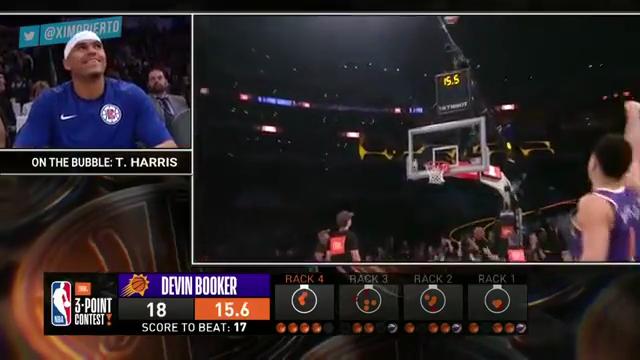 @XIMOPIERTO
15.5
ON THE BUBBLE: T. HARRIS
NBA
JBL
3-POINT
CONTEST
DEVIN BOOKER
18
15.6
SCORE TO BEAT: 17
RACK 4
RACK 3
RACK 2
RACK 1